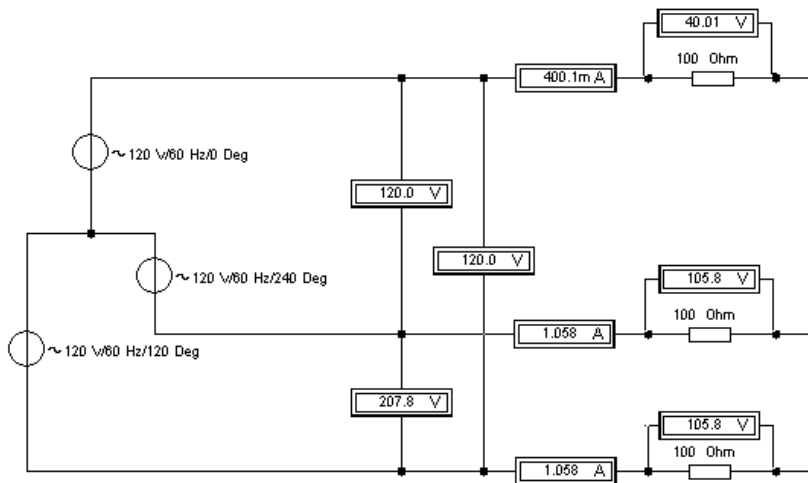 40.01 V
100 Ohm
400.1m A
~ 120 V/60 Hz/0 Deg
120.0 V
120.0 V
~ 120 V/60 Hz/240 Deg
105.8 V
100 Ohm
1.058 A
~ 120 V/60 Hz/120 Deg
207.8 V
105.8 V
100 Ohm
1.058 A